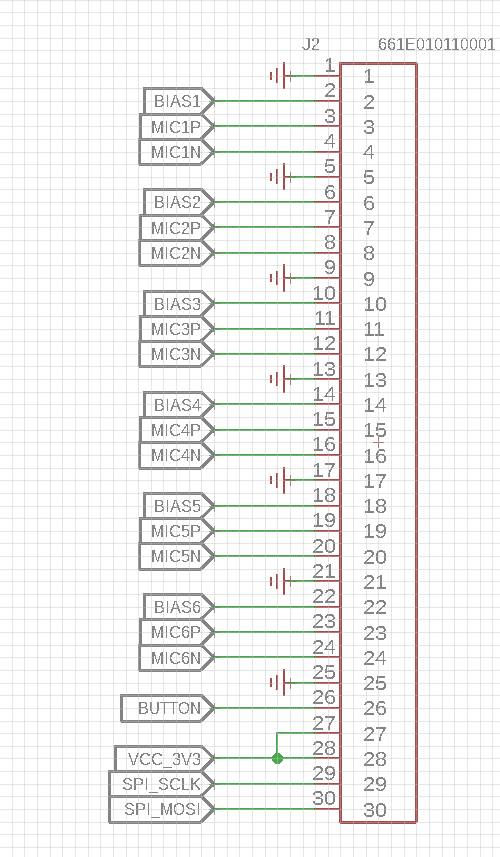 J2 661E010110001
1 1
BIAS1 2 2
MIC1P 3 3
MIC1N 4 4
5 5
BIAS2 6 6
MIC2P 7 7
MIC2N 8 8
9 9
BIAS3 10 10
MIC3P 11 11
MIC3N 12 12
13 13
BIAS4 14 14
MIC4P 15 15
MIC4N 16 16
17 17
BIAS5 18 18
MIC5P 19 19
MIC5N 20 20
21 21
BIAS6 22 22
MIC6P 23 23
MIC6N 24 24
25 25
BUTTON 26 26
27 27
VCC_3V3 28 28
SPI_SCLK 29 29
SPI_MOSI 30 30